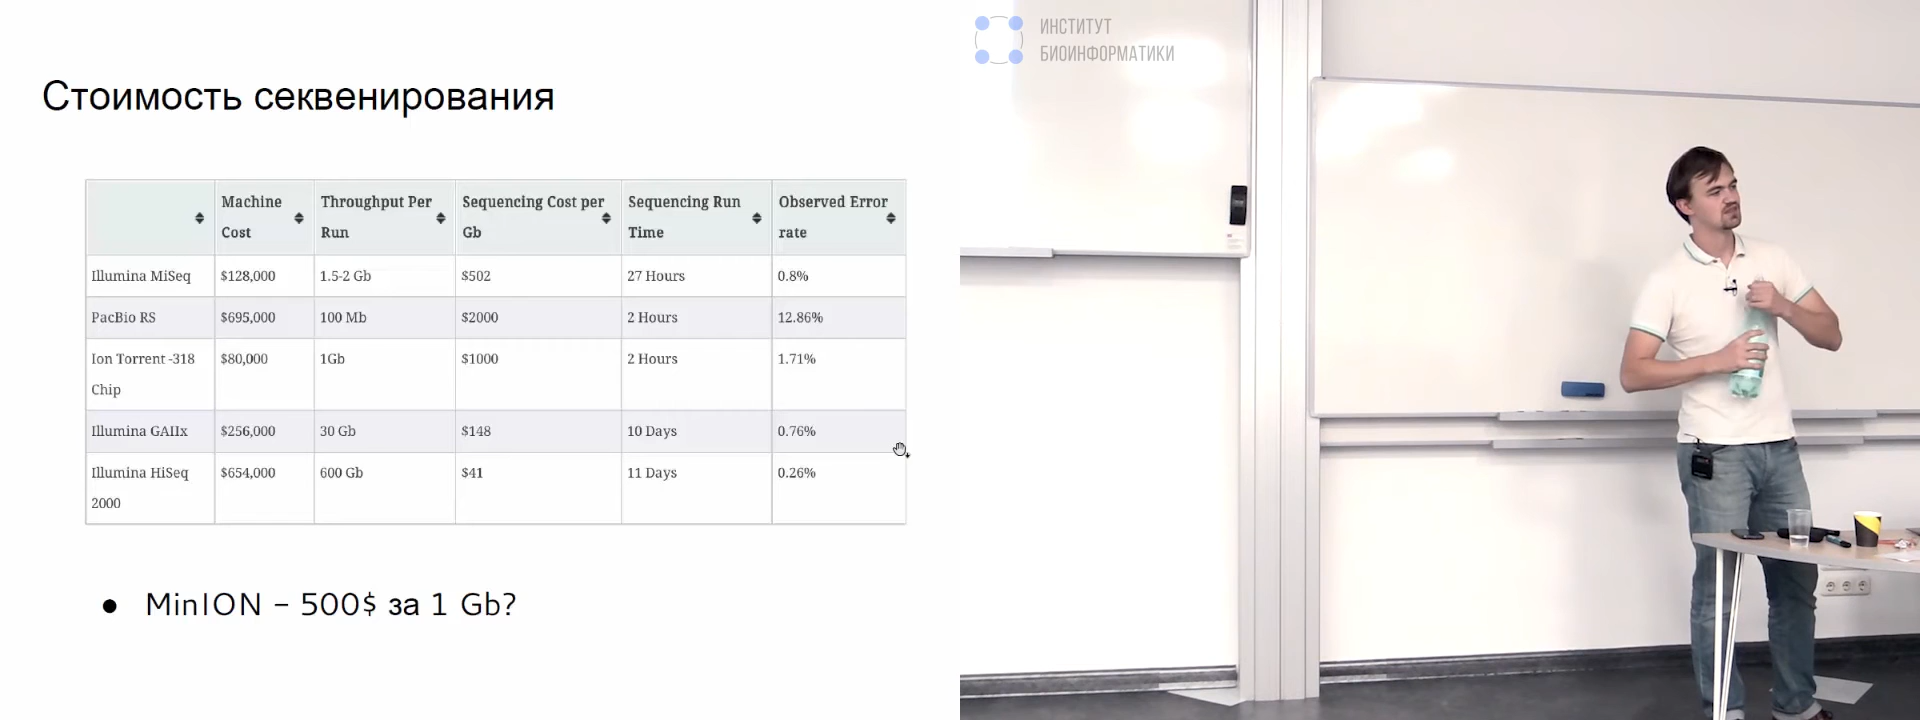 Стоимость секвенирования
Machine Cost
Throughput Per Run
Sequencing Cost per Gb
Sequencing Run Time
Observed Error rate
Illumina MiSeq
$128,000
1.5-2 Gb
$502
27 Hours
0.8%
PacBio RS
$695,000
100 Mb
$2000
2 Hours
12.86%
Ion Torrent -318 Chip
$80,000
1Gb
$1000
2 Hours
1.71%
Illumina GAIIx
$256,000
30 Gb
$148
10 Days
0.76%
Illumina HiSeq 2000
$654,000
600 Gb
$41
11 Days
0.26%
● MinION – 500$ за 1 Gb?
ИНСТИТУТ
БИОИНФОРМАТИКИ